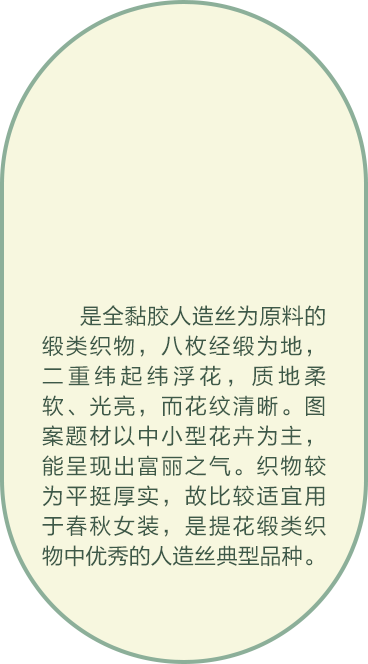 是全黏胶人造丝为原料的
缎类织物，八枚经缎为地，
二重纬起纬浮花，质地柔
软、光亮，而花纹清晰。图
案题材以中小型花卉为主，
能呈现出富丽之气。织物较
为平挺厚实，故比较适宜用
于春秋女装，是提花缎类织
物中优秀的人造丝典型品种。